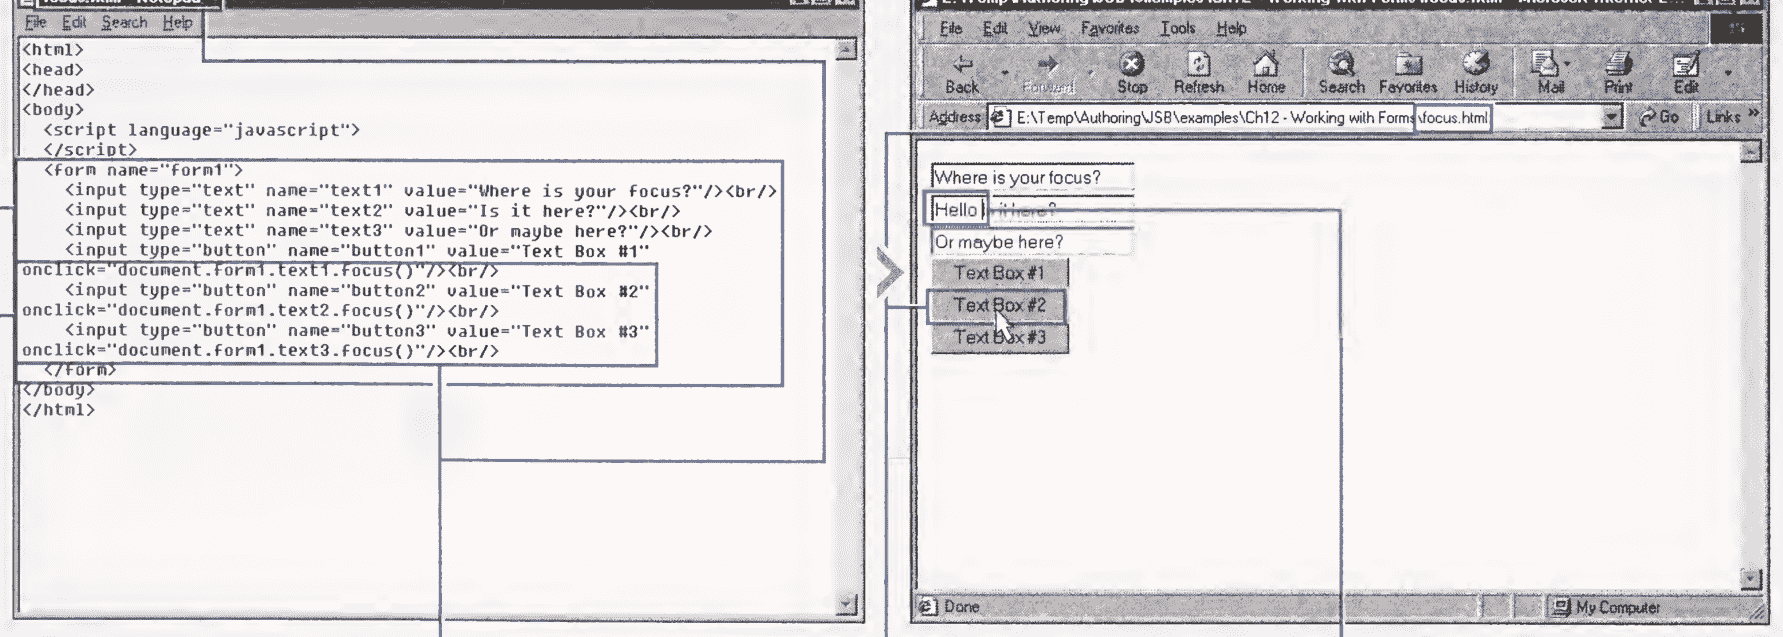 Notepad
File Edit Search Help
<html>
<head>
</head>
<body>
<script language="javascript">
</script>
<form name="form1">
<input type="text" name="text1" value="Where is your focus?"/><br/>
<input type="text" name="text2" value="Is it here?"/><br/>
<input type="text" name="text3" value="Or maybe here?"/><br/>
<input type="button" name="button1" value="Text Box #1"
onclick="document.form1.text1.focus()"/><br/>
<input type="button" name="button2" value="Text Box #2"
onclick="document.form1.text2.focus()"/><br/>
<input type="button" name="button3" value="Text Box #3"
onclick="document.form1.text3.focus()"/><br/>
</form>
</body>
</html>
File Edit View Favorites Tools Help
Back Forward Stop Refresh Home Search Favorites History Mail Print Edit
Address E:\Temp\Authoring\JSB\examples\Ch12 - Working with Forms\focus.html Go Links »
Where is your focus?
Hello it here?
Or maybe here?
Text Box #1
Text Box #2
Text Box #3
Done My Computer